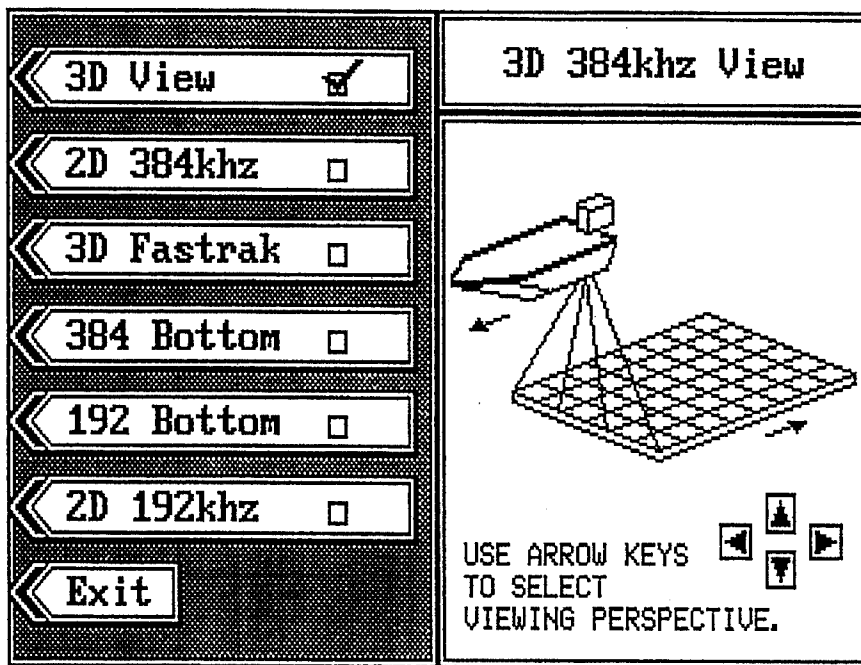 3D View
2D 384khz
3D Fastrak
384 Bottom
192 Bottom
2D 192khz
Exit
3D 384khz View
USE ARROW KEYS
TO SELECT
VIEWING PERSPECTIVE.